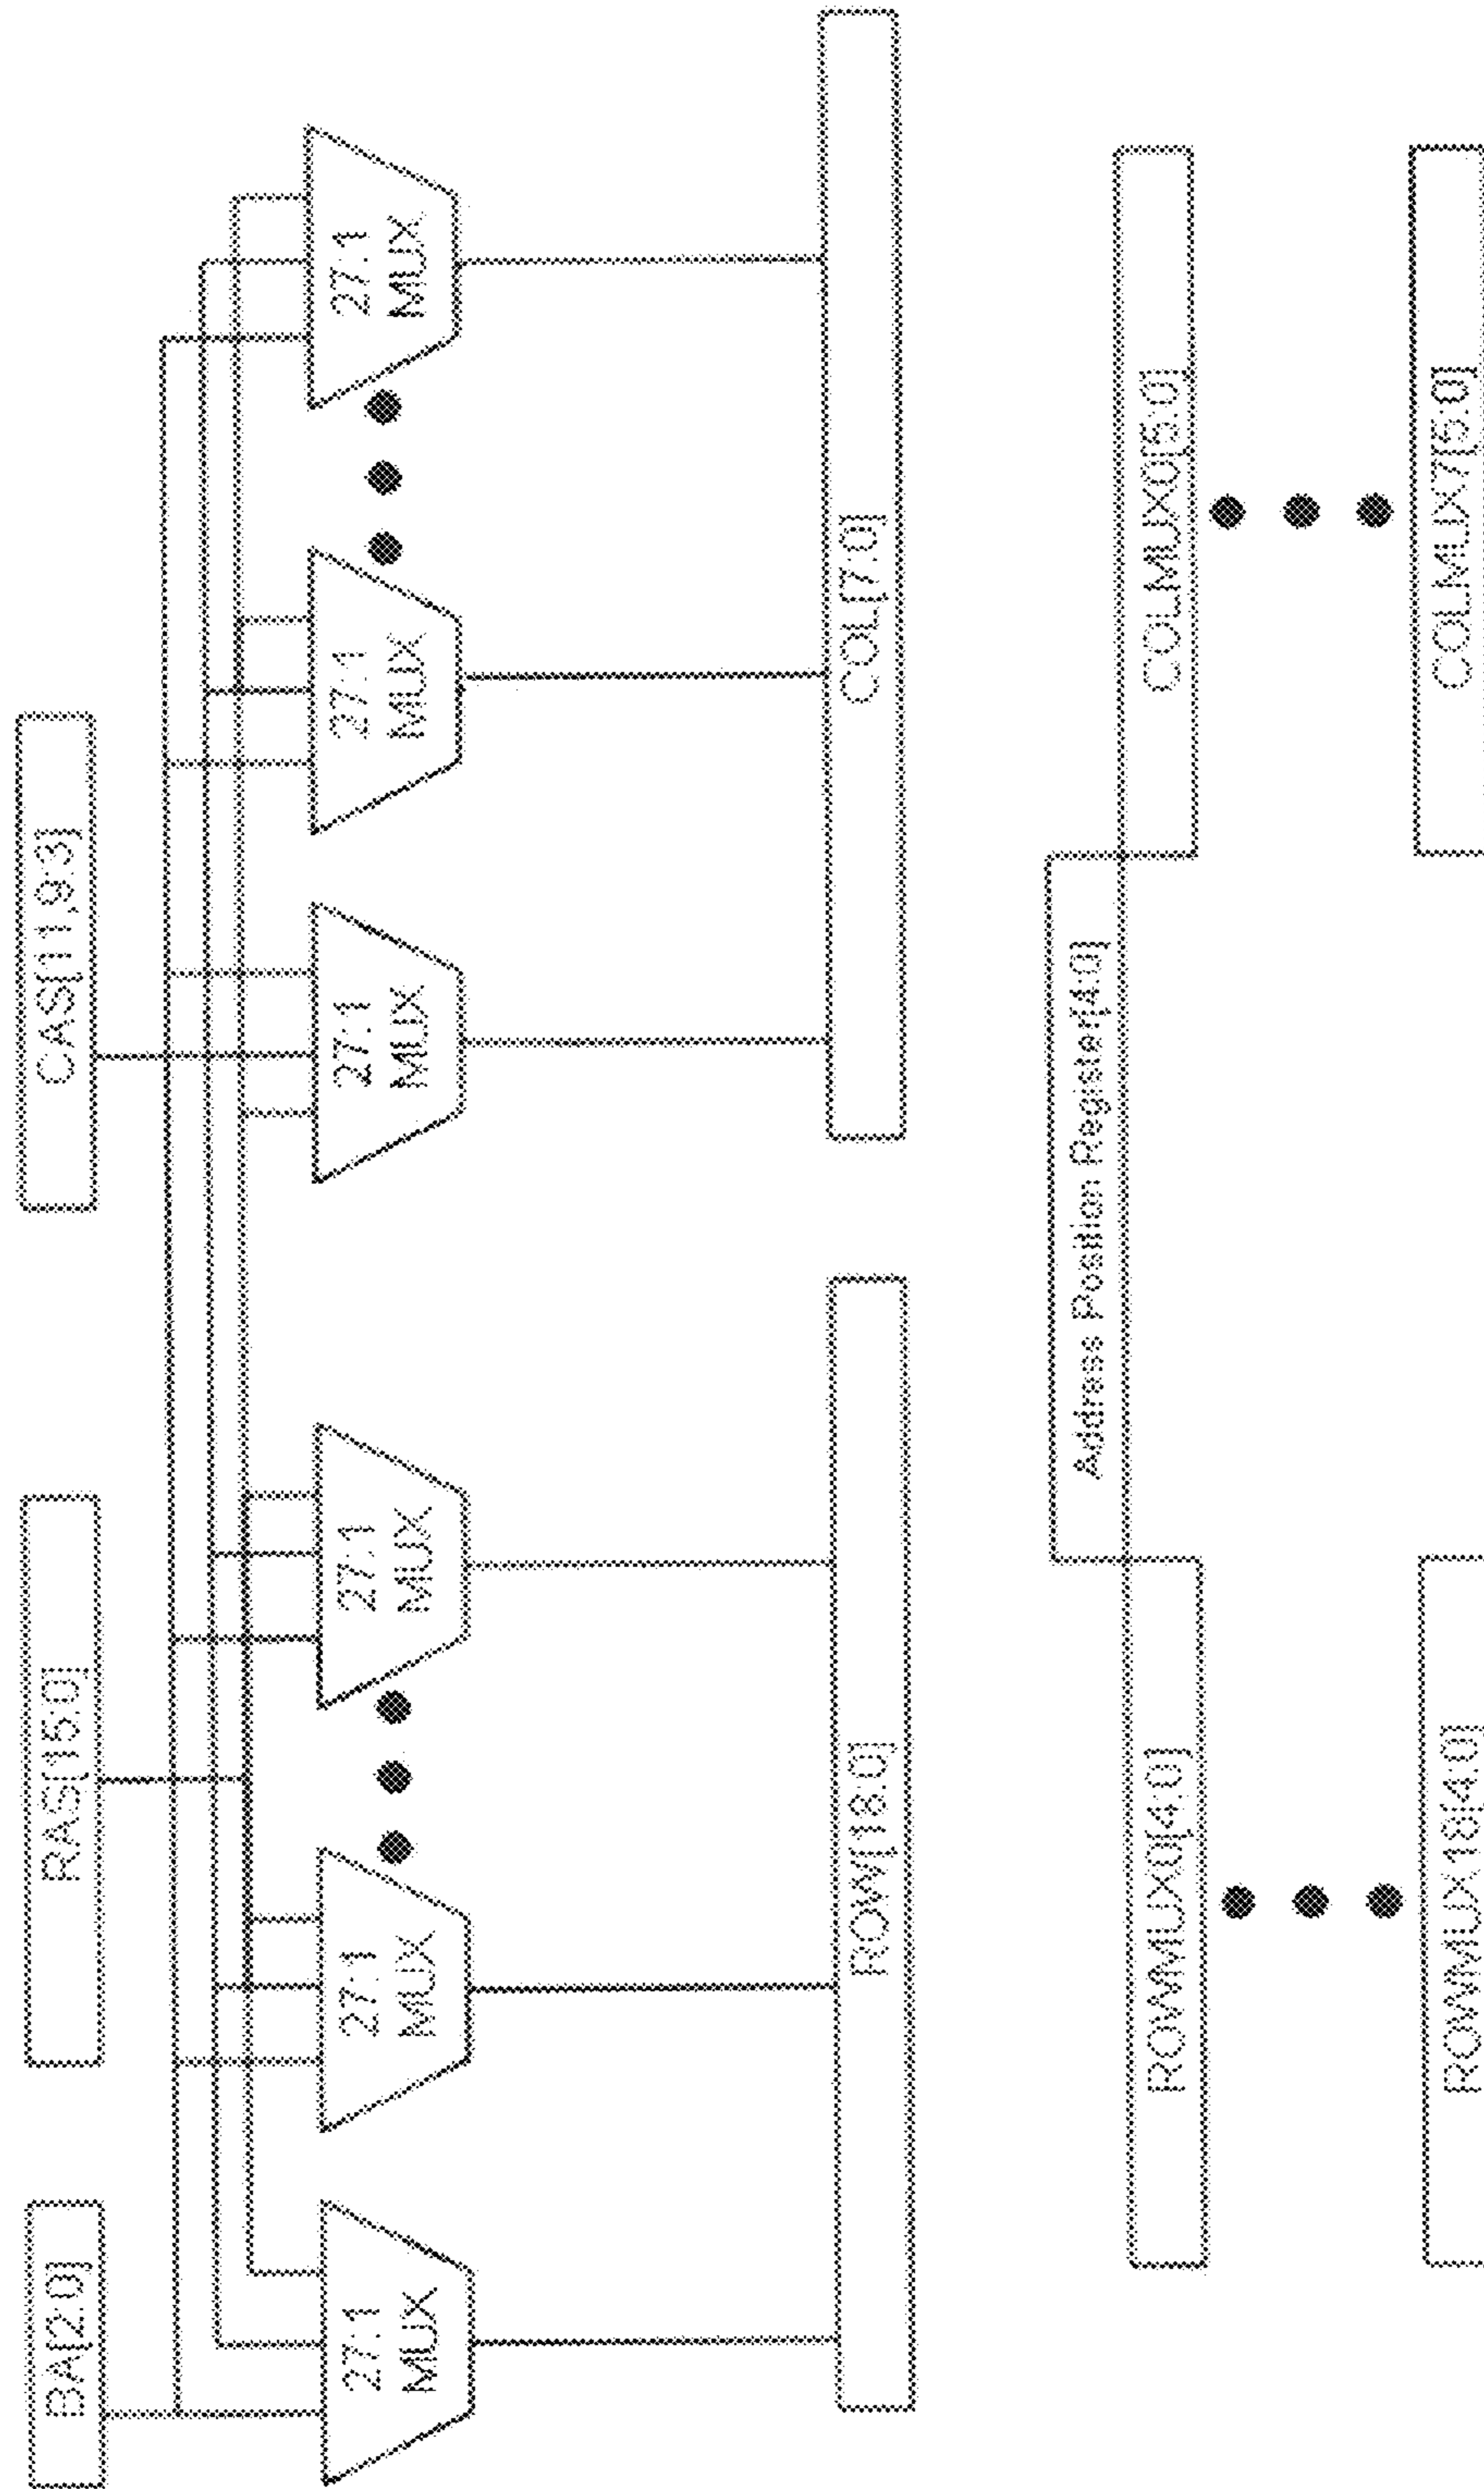 BA[2:0]
RAS[15:0]
CAS[11,9:3]
27:1
MUX
27:1
MUX
27:1
MUX
27:1
MUX
27:1
MUX
27:1
MUX
ROW[18:0]
COL[7:0]
Address Position Register[4:0]
ROWMUX0[4:0]
COLMUX0[5:0]
ROWMUX18[4:0]
COLMUX7[5:0]